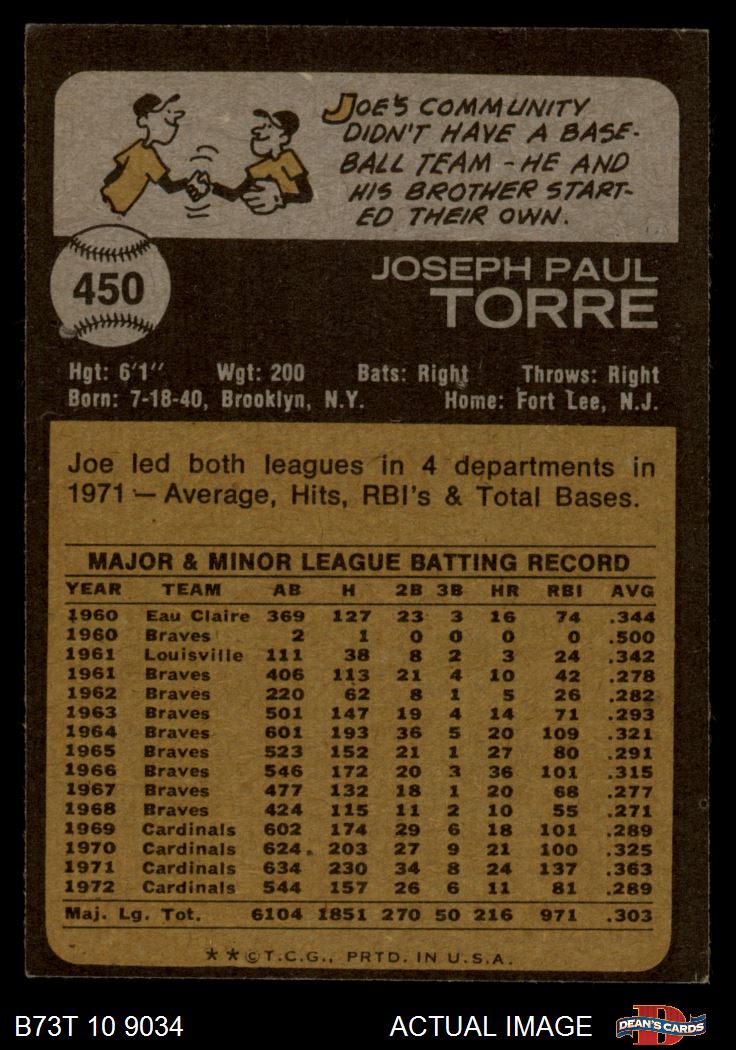 JOE'S COMMUNITY
DIDN'T HAVE A BASE-
BALL TEAM - HE AND
HIS BROTHER START-
ED THEIR OWN.
450
JOSEPH PAUL
TORRE
Hgt: 6'1" Wgt: 200 Bats: Right Throws: Right
Born: 7-18-40, Brooklyn, N.Y. Home: Fort Lee, N.J.
Joe led both leagues in 4 departments in
1971 — Average, Hits, RBI's & Total Bases.
MAJOR & MINOR LEAGUE BATTING RECORD
YEAR TEAM AB H 2B 3B HR RBI AVG
1960 Eau Claire 369 127 23 3 16 74 .344
1960 Braves 2 1 0 0 0 0 .500
1961 Louisville 111 38 8 2 3 24 .342
1961 Braves 406 113 21 4 10 42 .278
1962 Braves 220 62 8 1 5 26 .282
1963 Braves 501 147 19 4 14 71 .293
1964 Braves 601 193 36 5 20 109 .321
1965 Braves 523 152 21 1 27 80 .291
1966 Braves 546 172 20 3 36 101 .315
1967 Braves 477 132 18 1 20 68 .277
1968 Braves 424 115 11 2 10 55 .271
1969 Cardinals 602 174 29 6 18 101 .289
1970 Cardinals 624 203 27 9 21 100 .325
1971 Cardinals 634 230 34 8 24 137 .363
1972 Cardinals 544 157 26 6 11 81 .289
Maj. Lg. Tot. 6104 1851 270 50 216 971 .303
**©T.C.G., PRTD. IN U.S.A.
B73T 10 9034 ACTUAL IMAGE D DEAN'S CARDS